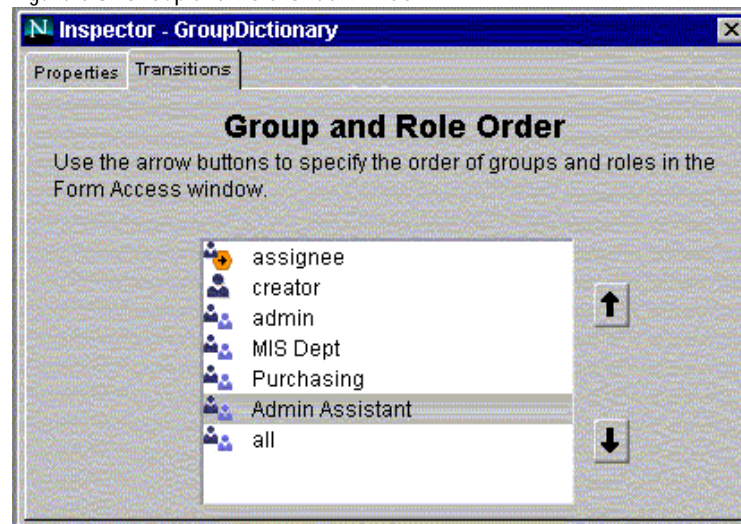 Inspector - GroupDictionary
Properties Transitions
Group and Role Order
Use the arrow buttons to specify the order of groups and roles in the
Form Access window.
assignee
creator
admin
MIS Dept
Purchasing
Admin Assistant
all